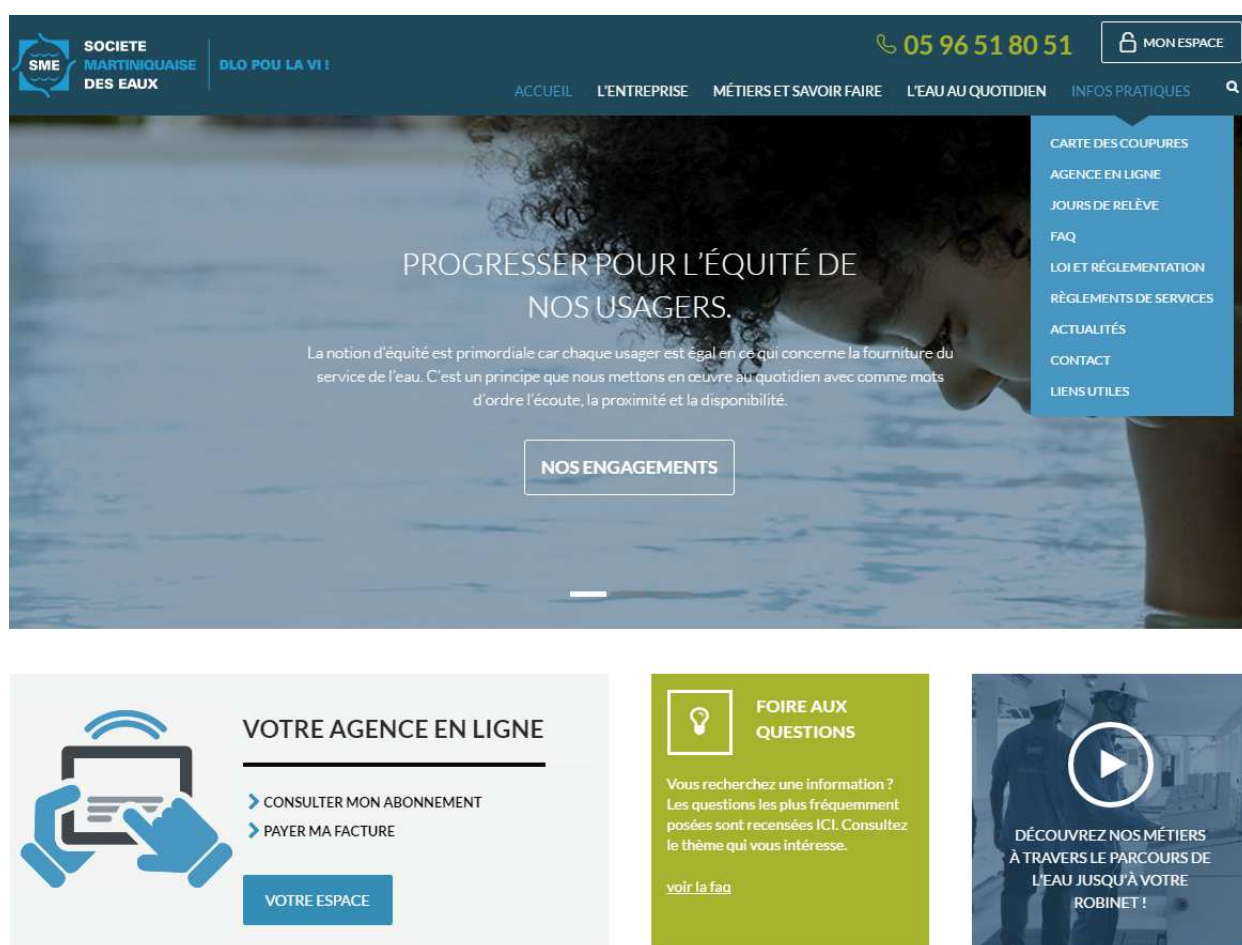 SME
SOCIETE
MARTINIQUAISE
DES EAUX
DLO POU LA VI !
05 96 51 80 51
MON ESPACE
ACCUEIL
L'ENTREPRISE
MÉTIERS ET SAVOIR FAIRE
L'EAU AU QUOTIDIEN
INFOS PRATIQUES
CARTE DES COUPURES
AGENCE EN LIGNE
JOURS DE RELÈVE
FAQ
LOI ET RÉGLEMENTATION
RÈGLEMENTS DE SERVICES
ACTUALITÉS
CONTACT
LIENS UTILES
PROGRESSER POUR L'ÉQUITÉ DE
NOS USAGERS.
La notion d'équité est primordiale car chaque usager est égal en ce qui concerne la fourniture du
service de l'eau. C'est un principe que nous mettons en œuvre au quotidien avec comme mots
d'ordre l'écoute, la proximité et la disponibilité.
NOS ENGAGEMENTS
VOTRE AGENCE EN LIGNE
CONSULTER MON ABONNEMENT
PAYER MA FACTURE
VOTRE ESPACE
FOIRE AUX
QUESTIONS
Vous recherchez une information ?
Les questions les plus fréquemment
posées sont recensées ICI. Consultez
le thème qui vous intéresse.
voir la faq
DÉCOUVREZ NOS MÉTIERS
À TRAVERS LE PARCOURS DE
L'EAU JUSQU'À VOTRE
ROBINET !